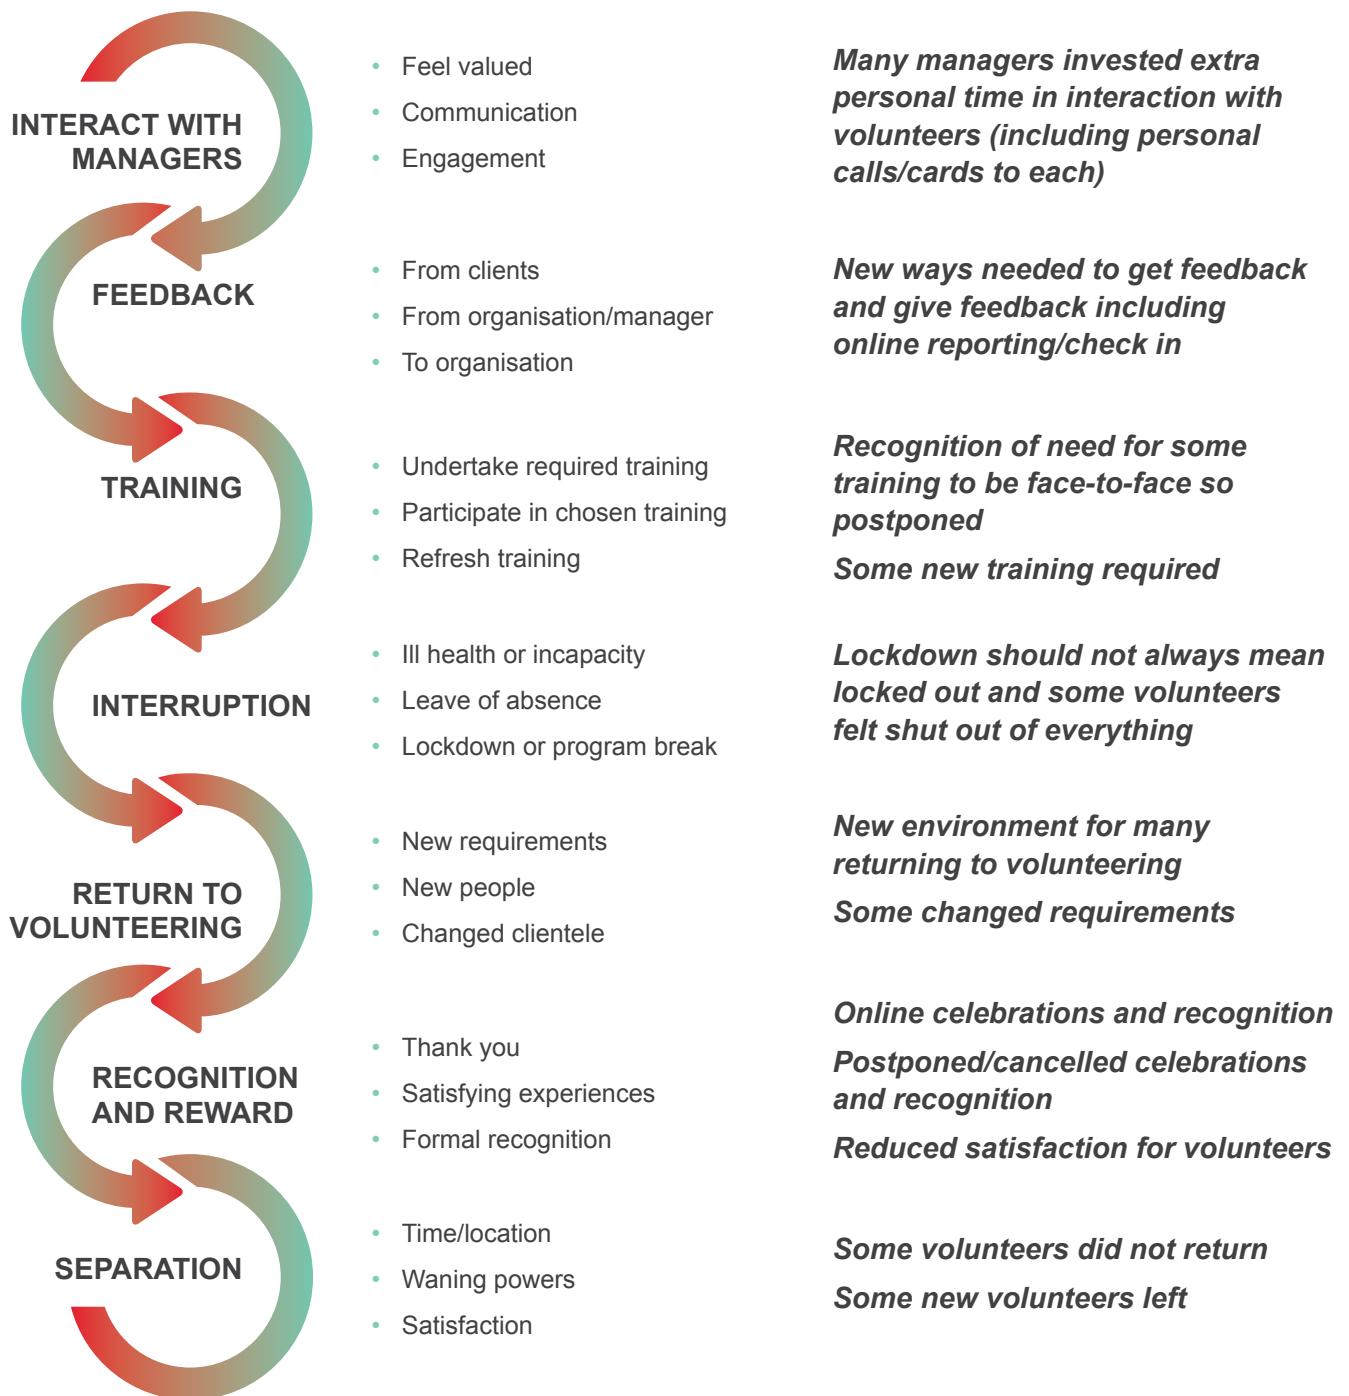 INTERACT WITH
MANAGERS
• Feel valued
• Communication
• Engagement
Many managers invested extra
personal time in interaction with
volunteers (including personal
calls/cards to each)
FEEDBACK
• From clients
• From organisation/manager
• To organisation
New ways needed to get feedback
and give feedback including
online reporting/check in
TRAINING
• Undertake required training
• Participate in chosen training
• Refresh training
Recognition of need for some
training to be face-to-face so
postponed
Some new training required
INTERRUPTION
• Ill health or incapacity
• Leave of absence
• Lockdown or program break
Lockdown should not always mean
locked out and some volunteers
felt shut out of everything
RETURN TO
VOLUNTEERING
• New requirements
• New people
• Changed clientele
New environment for many
returning to volunteering
Some changed requirements
RECOGNITION
AND REWARD
• Thank you
• Satisfying experiences
• Formal recognition
Online celebrations and recognition
Postponed/cancelled celebrations
and recognition
Reduced satisfaction for volunteers
SEPARATION
• Time/location
• Waning powers
• Satisfaction
Some volunteers did not return
Some new volunteers left